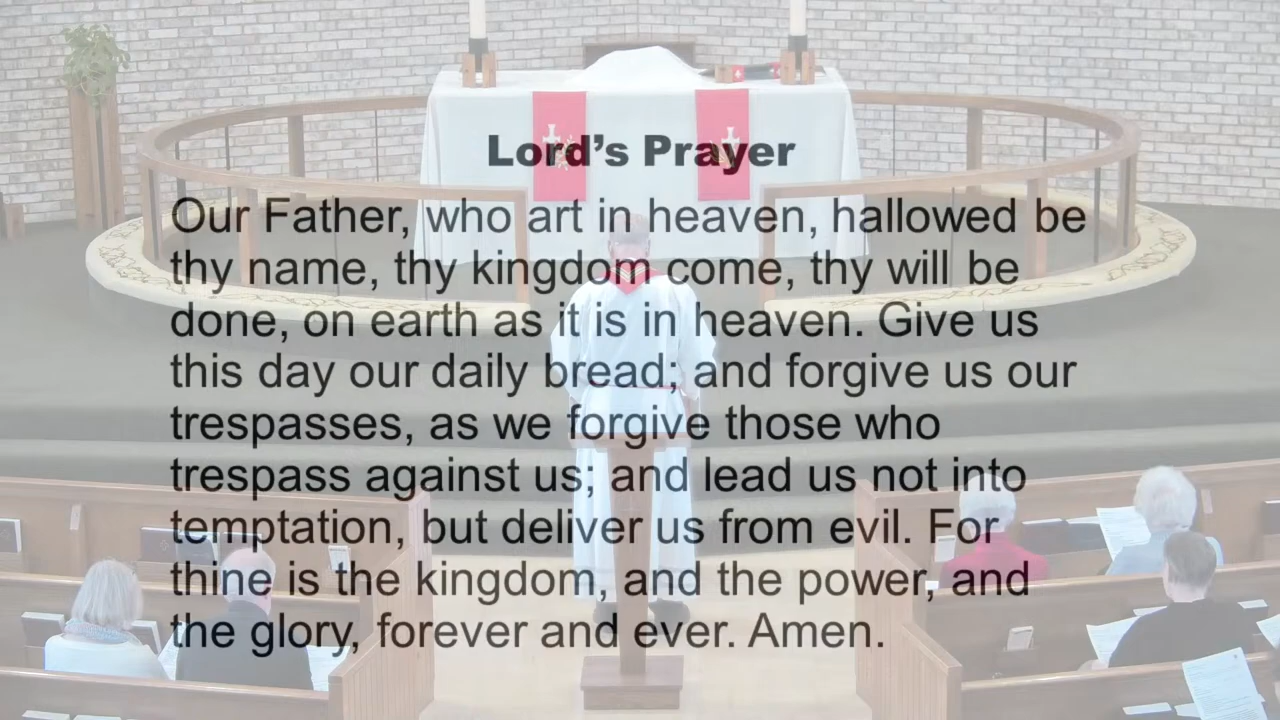 Lord's Prayer
Our Father, who art in heaven, hallowed be
thy name, thy kingdom come, thy will be
done, on earth as it is in heaven. Give us
this day our daily bread; and forgive us our
trespasses, as we forgive those who
trespass against us; and lead us not into
temptation, but deliver us from evil. For
thine is the kingdom, and the power, and
the glory, forever and ever. Amen.